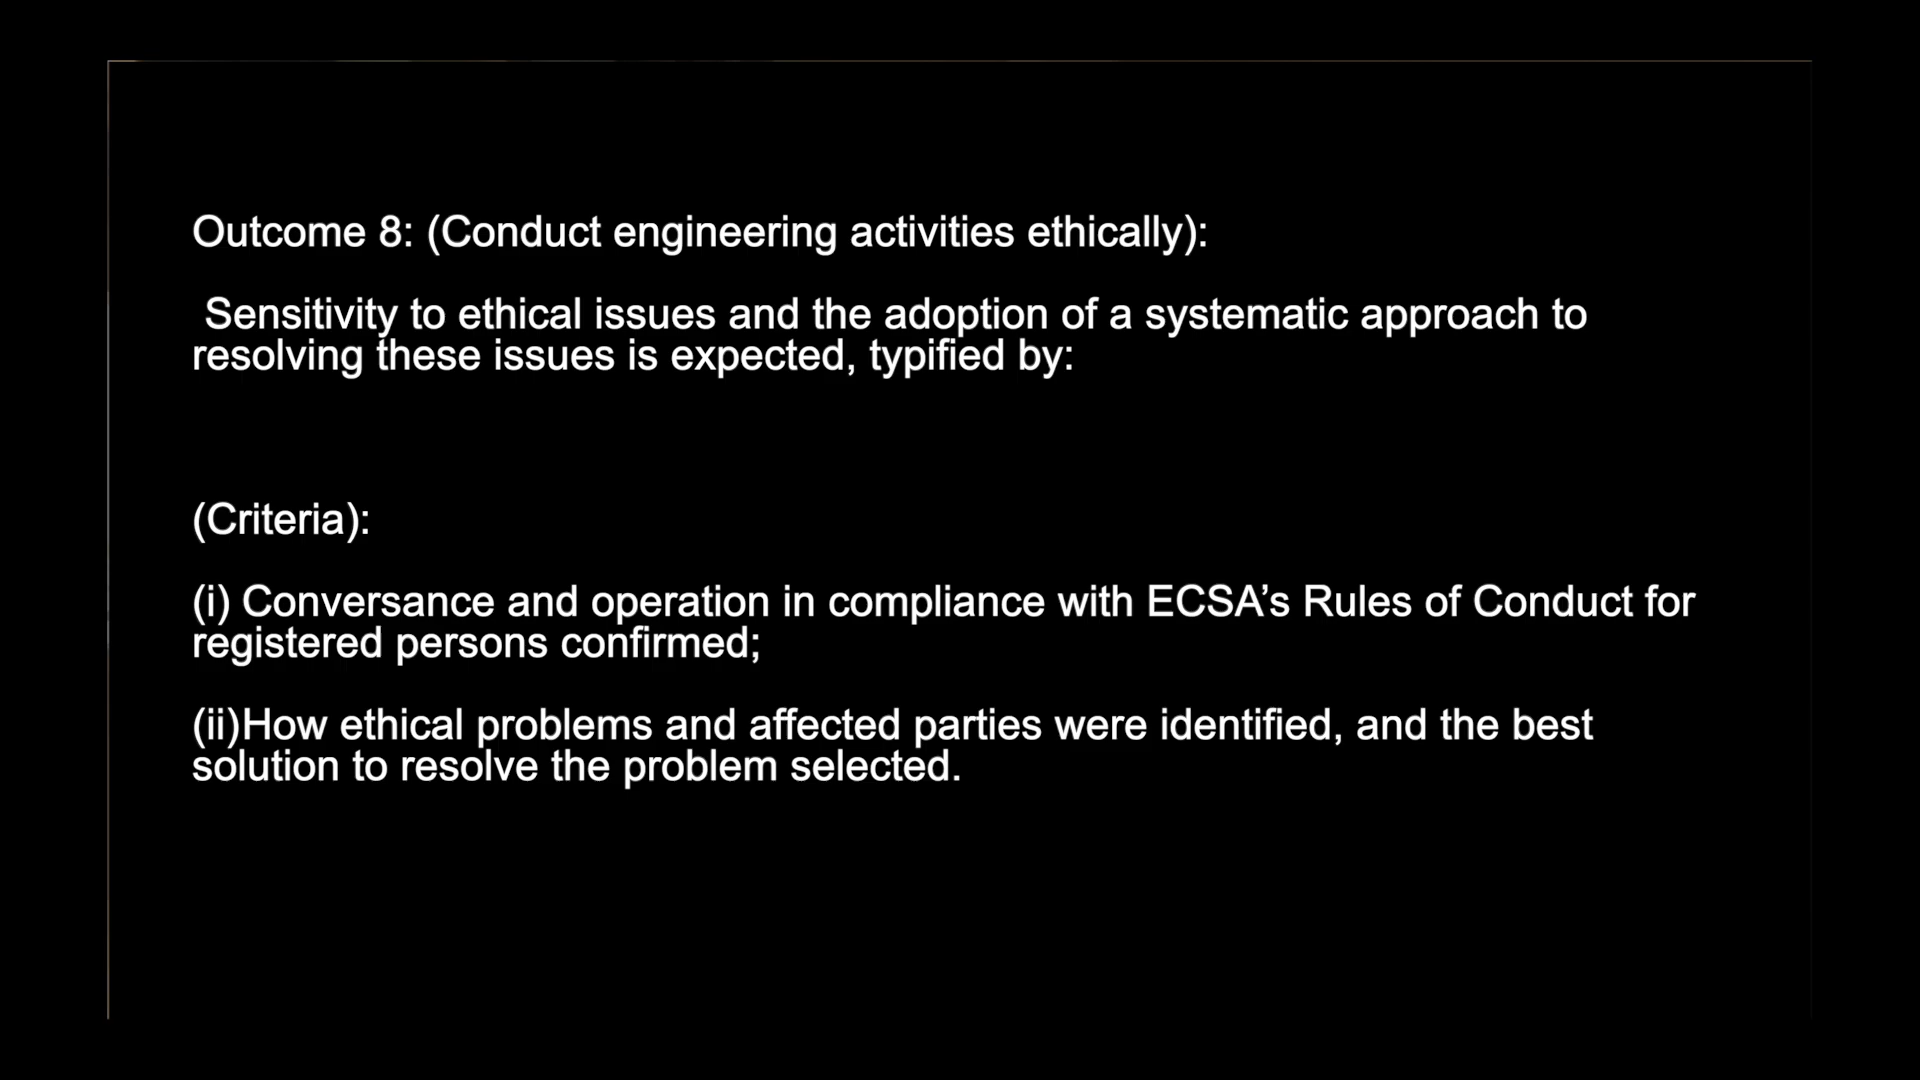 Outcome 8: (Conduct engineering activities ethically):
Sensitivity to ethical issues and the adoption of a systematic approach to
resolving these issues is expected, typified by:
(Criteria):
(i) Conversance and operation in compliance with ECSA’s Rules of Conduct for
registered persons confirmed;
(ii)How ethical problems and affected parties were identified, and the best
solution to resolve the problem selected.